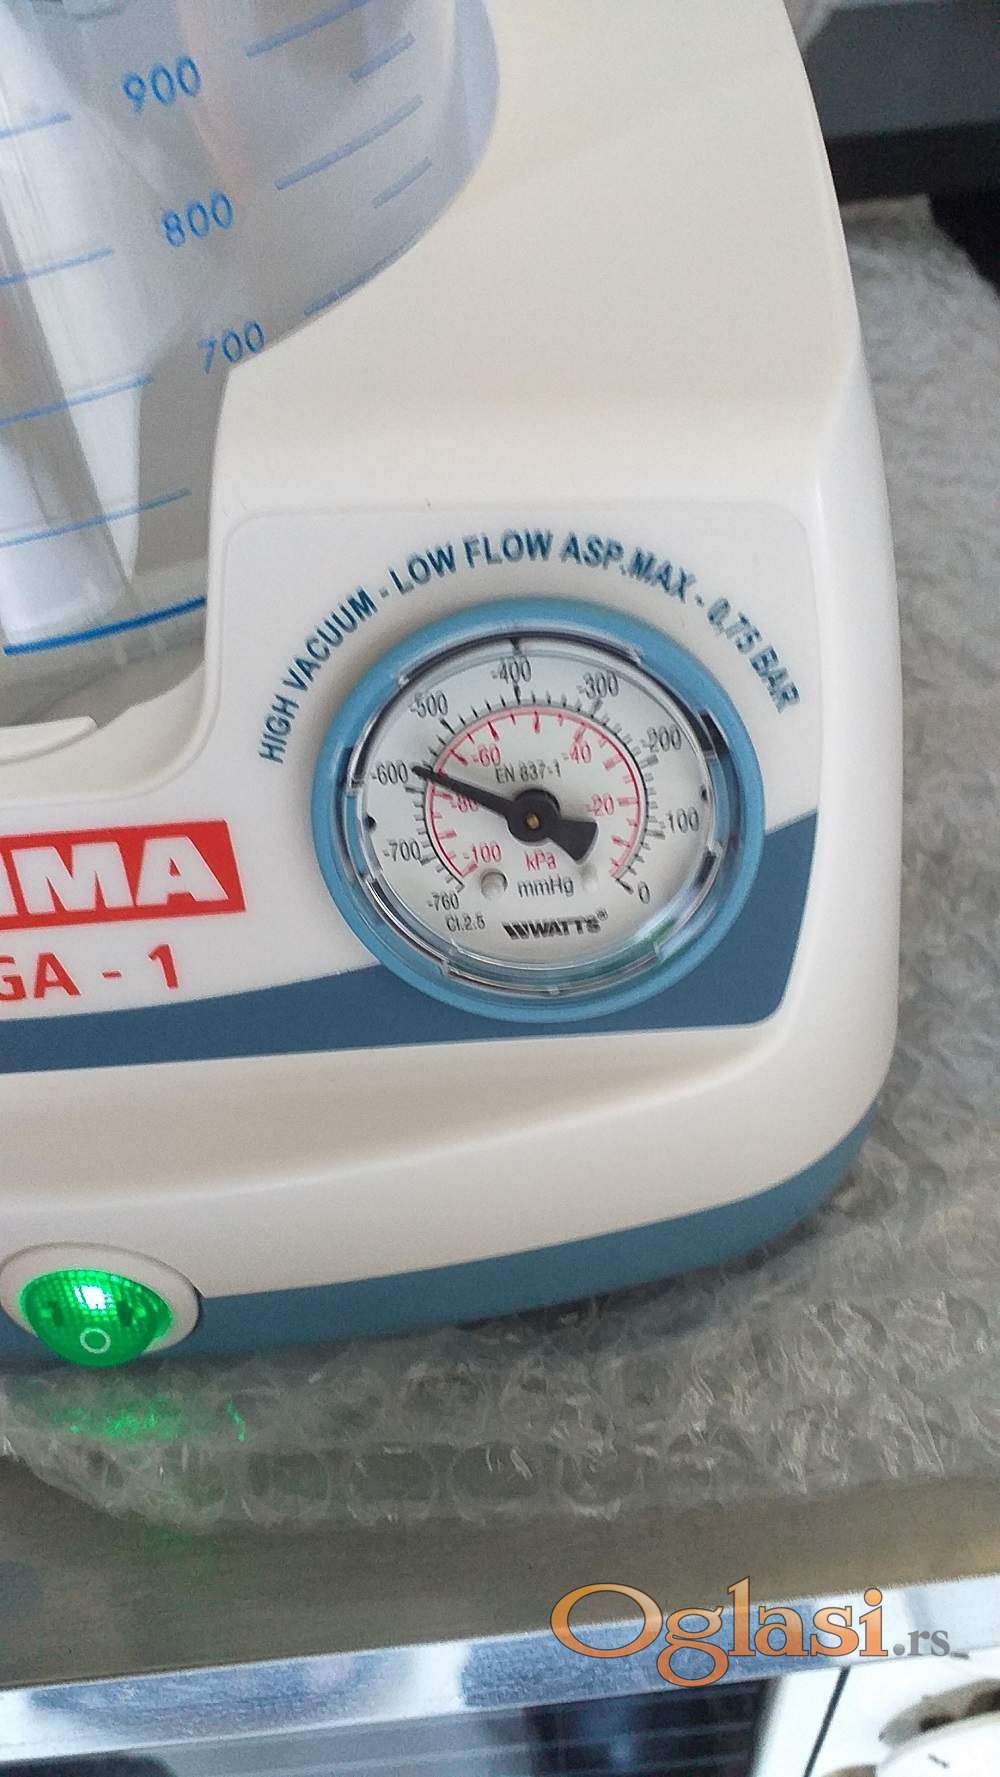 900
800
700
HIGH VACUUM - LOW FLOW ASP.MAX - 0,75 BAR
-400
-300
-500
-200
-60
-40
-600
EN 837-1
-80
-20
-100
-700
-100
kPa
0
-760
mmHg
Cl.2.5
WATTS®
GA - 1
Oglasi.rs